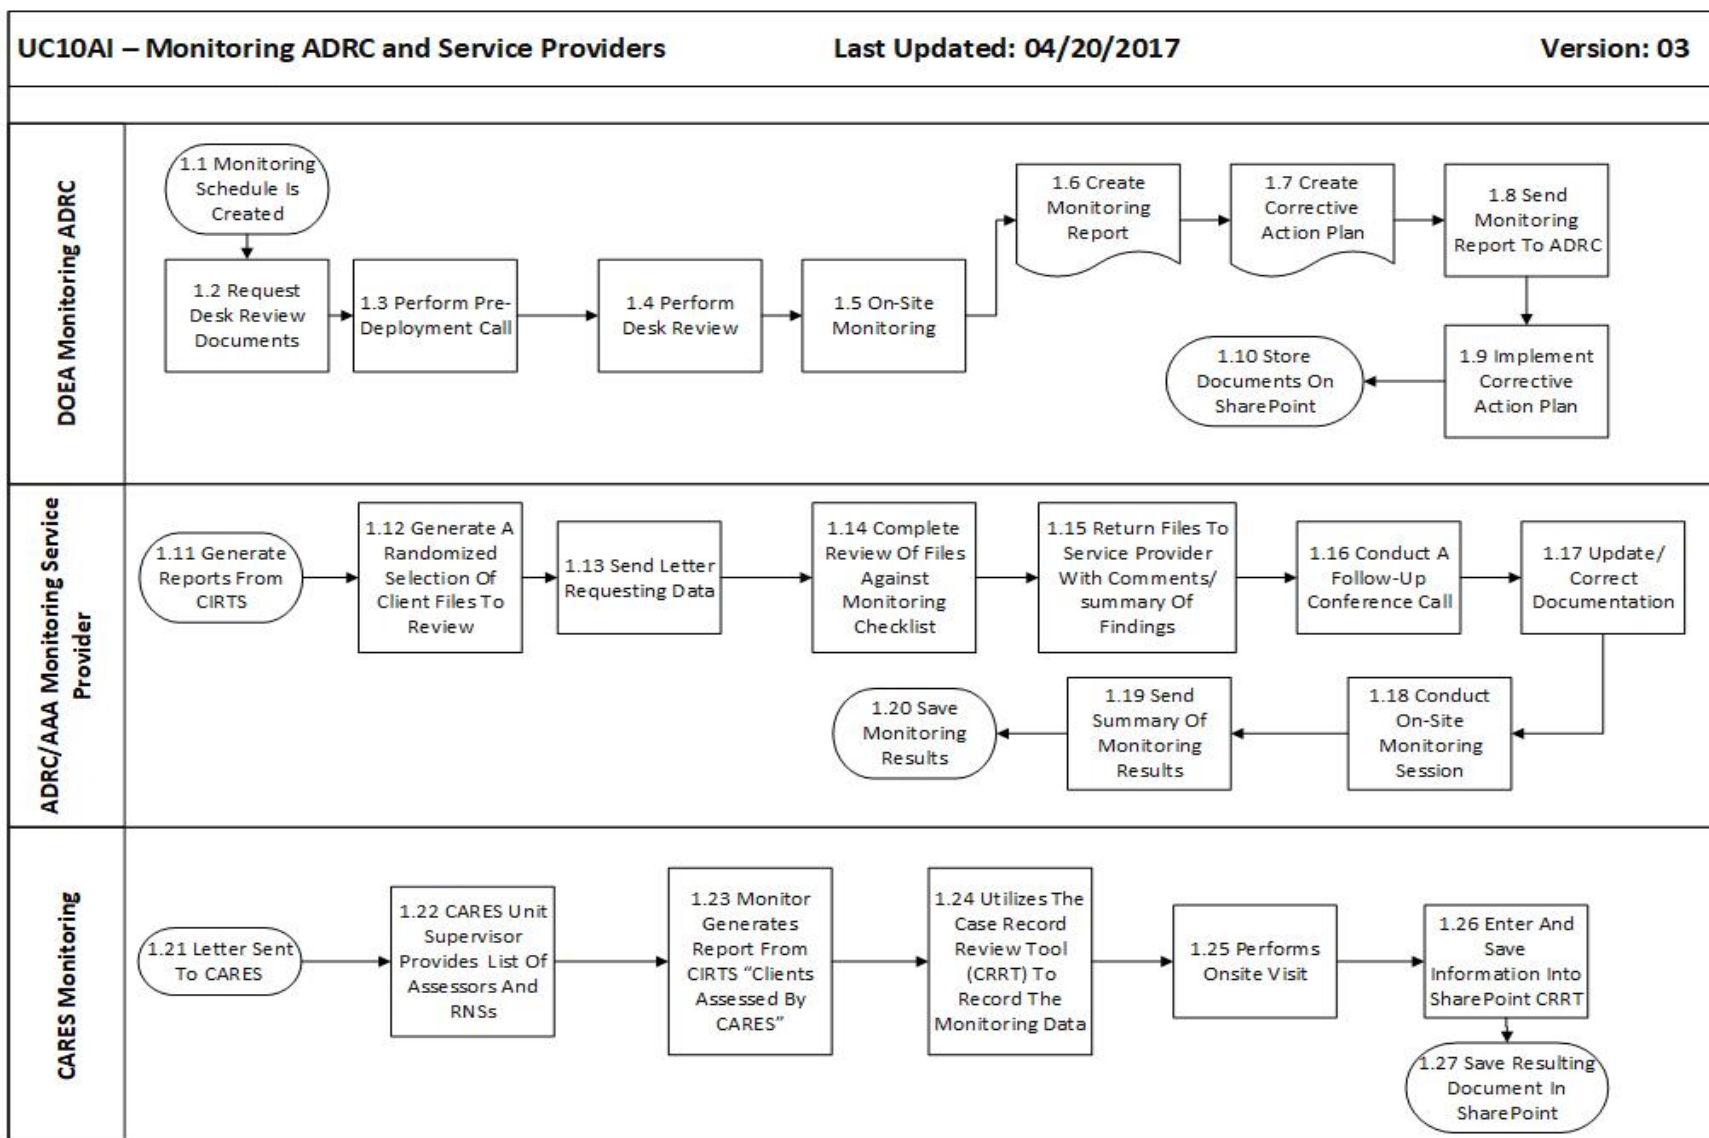 UC10AI – Monitoring ADRC and Service Providers Last Updated: 04/20/2017 Version: 03
DOEA Monitoring ADRC
1.1 Monitoring
Schedule Is
Created
1.2 Request
Desk Review
Documents
1.3 Perform Pre-
Deployment Call
1.4 Perform
Desk Review
1.5 On-Site
Monitoring
1.6 Create
Monitoring
Report
1.7 Create
Corrective
Action Plan
1.8 Send
Monitoring
Report To ADRC
1.9 Implement
Corrective
Action Plan
1.10 Store
Documents On
SharePoint
ADRC/AAA Monitoring Service
Provider
1.11 Generate
Reports From
CIRTS
1.12 Generate A
Randomized
Selection Of
Client Files To
Review
1.13 Send Letter
Requesting Data
1.14 Complete
Review Of Files
Against
Monitoring
Checklist
1.15 Return Files To
Service Provider
With Comments/
summary Of
Findings
1.16 Conduct A
Follow-Up
Conference Call
1.17 Update/
Correct
Documentation
1.18 Conduct
On-Site
Monitoring
Session
1.19 Send
Summary Of
Monitoring
Results
1.20 Save
Monitoring
Results
CARES Monitoring
1.21 Letter Sent
To CARES
1.22 CARES Unit
Supervisor
Provides List Of
Assessors And
RNSs
1.23 Monitor
Generates
Report From
CIRTS “Clients
Assessed By
CARES”
1.24 Utilizes The
Case Record
Review Tool
(CRRT) To
Record The
Monitoring Data
1.25 Performs
Onsite Visit
1.26 Enter And
Save
Information Into
SharePoint CRRT
1.27 Save Resulting
Document In
SharePoint